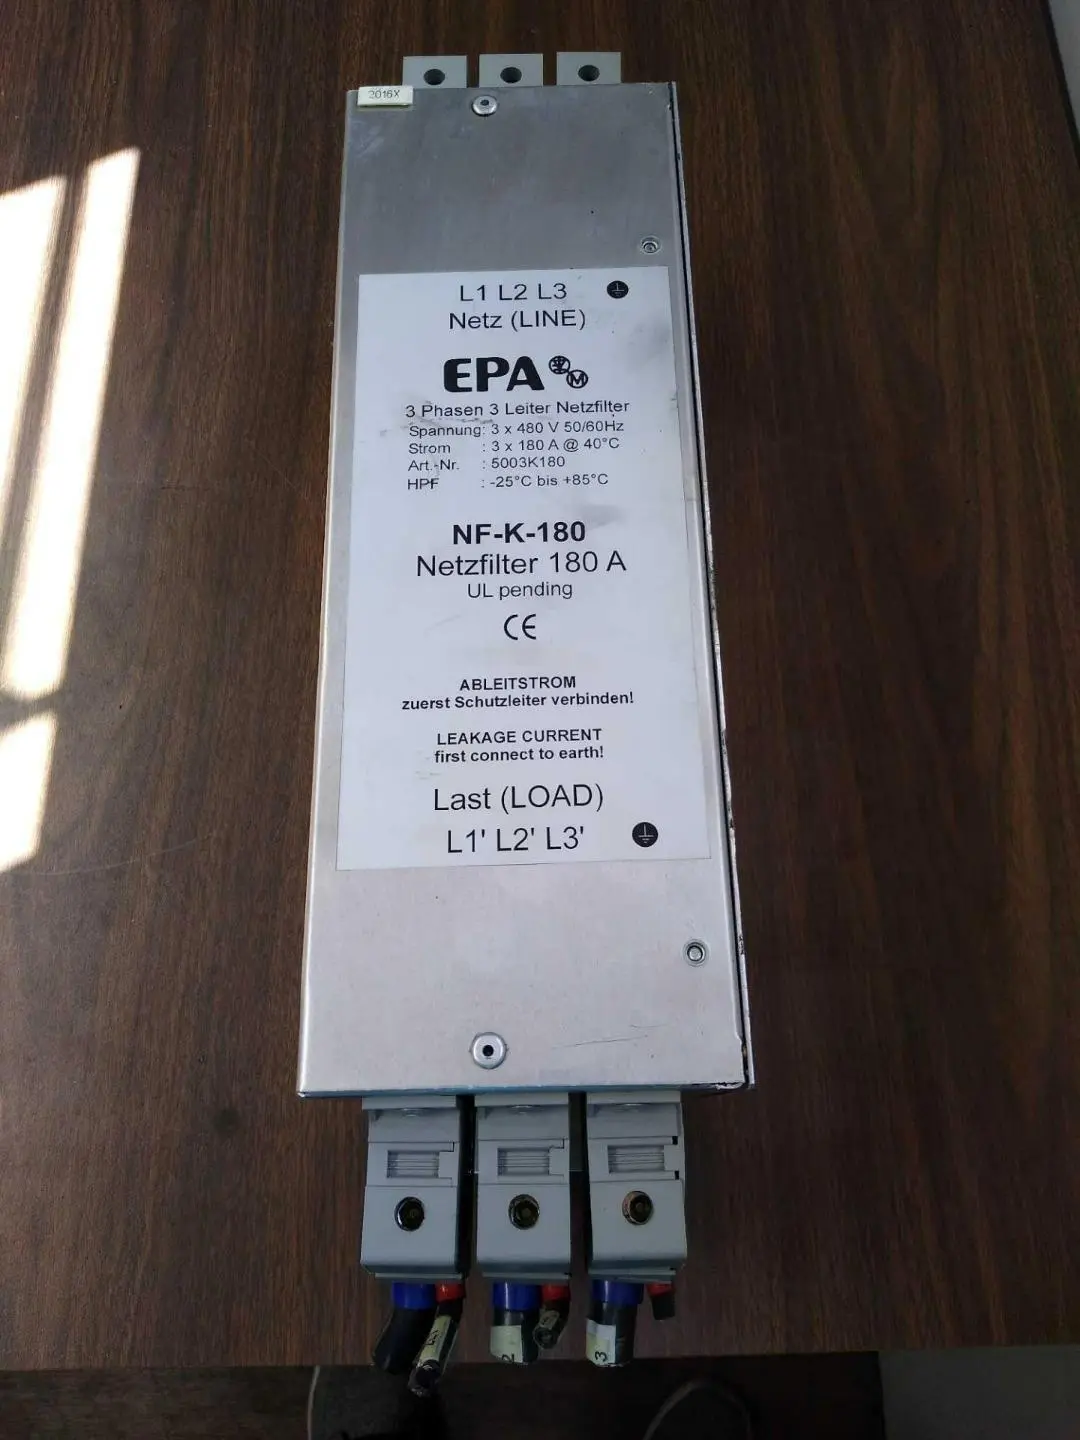 2016X
L1 L2 L3
Netz (LINE)
EPA
3 Phasen 3 Leiter Netzfilter
Spannung: 3 x 480 V 50/60Hz
Strom : 3 x 180 A @ 40°C
Art.-Nr. : 5003K180
HPF : -25°C bis +85°C
NF-K-180
Netzfilter 180 A
UL pending
CE
ABLEITSTROM
zuerst Schutzleiter verbinden!
LEAKAGE CURRENT
first connect to earth!
Last (LOAD)
L1' L2' L3'
2
3